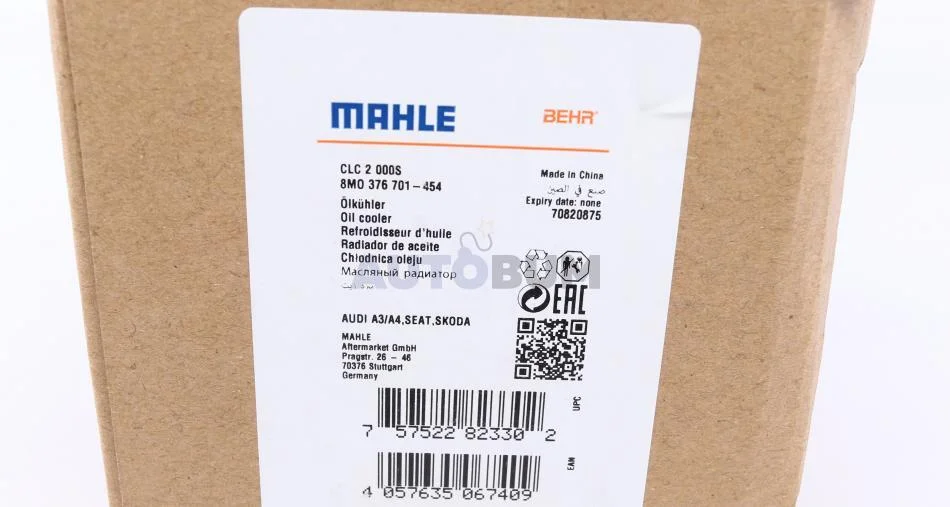 MAHLE
BEHR
CLC 2 000S
8MO 376 701-454
Ölkühler
Oil cooler
Refroidisseur d'huile
Radiador de aceite
Chłodnica oleju
Масляный радиатор
Made in China
صنع في الصين
Expiry date: none
70820875
AUTOBUM
EAC
AUDI A3/A4,SEAT,SKODA
MAHLE
Aftermarket GmbH
Pragstr. 26 - 46
70376 Stuttgart
Germany
UPC
7 57522 82330 2
EAN
4 057635 067409